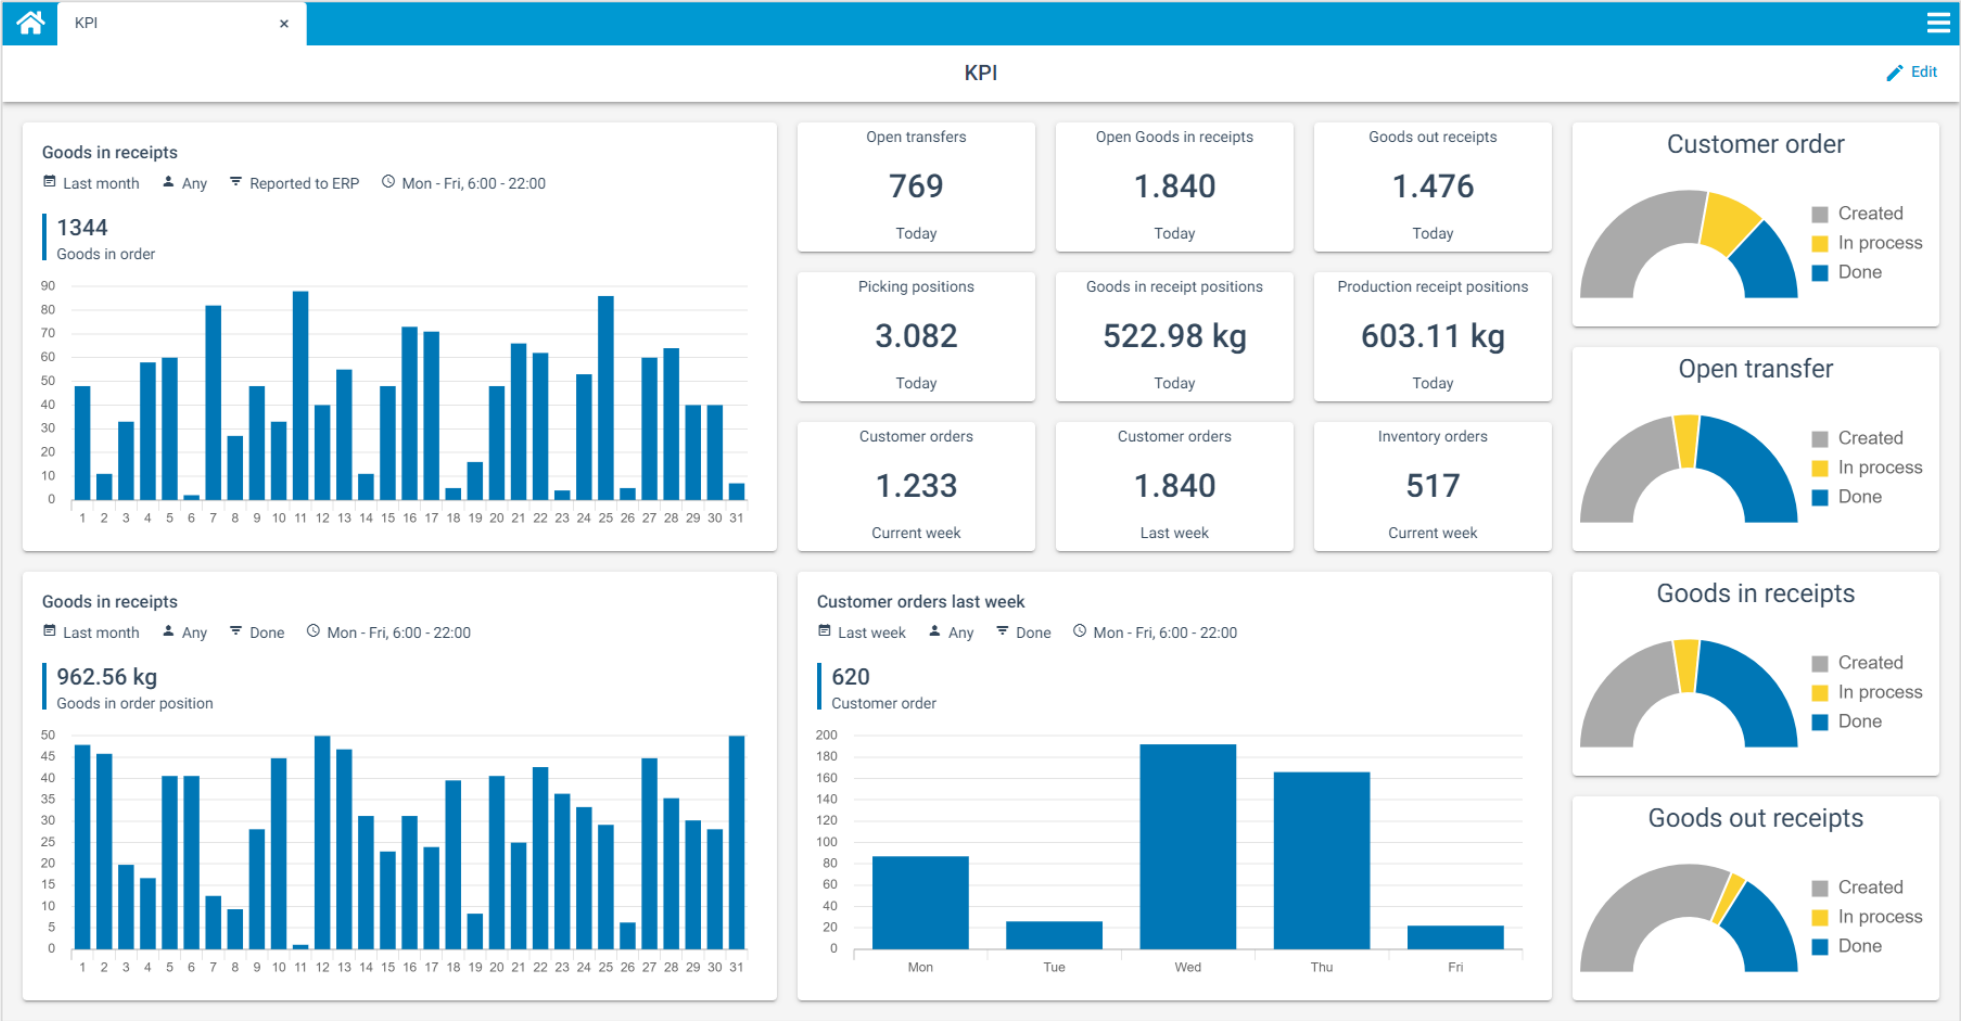 KPI
KPI
Edit
Goods in receipts
Last month Any Reported to ERP Mon - Fri, 6:00 - 22:00
1344
Goods in order
90
80
70
60
50
40
30
20
10
0
1 2 3 4 5 6 7 8 9 10 11 12 13 14 15 16 17 18 19 20 21 22 23 24 25 26 27 28 29 30 31
Open transfers
769
Today
Open Goods in receipts
1.840
Today
Goods out receipts
1.476
Today
Picking positions
3.082
Today
Goods in receipt positions
522.98 kg
Today
Production receipt positions
603.11 kg
Today
Customer orders
1.233
Current week
Customer orders
1.840
Last week
Inventory orders
517
Current week
Customer order
Created
In process
Done
Open transfer
Created
In process
Done
Goods in receipts
Last month Any Done Mon - Fri, 6:00 - 22:00
962.56 kg
Goods in order position
50
45
40
35
30
25
20
15
10
5
0
1 2 3 4 5 6 7 8 9 10 11 12 13 14 15 16 17 18 19 20 21 22 23 24 25 26 27 28 29 30 31
Customer orders last week
Last week Any Done Mon - Fri, 6:00 - 22:00
620
Customer order
200
180
160
140
120
100
80
60
40
20
0
Mon Tue Wed Thu Fri
Goods in receipts
Created
In process
Done
Goods out receipts
Created
In process
Done